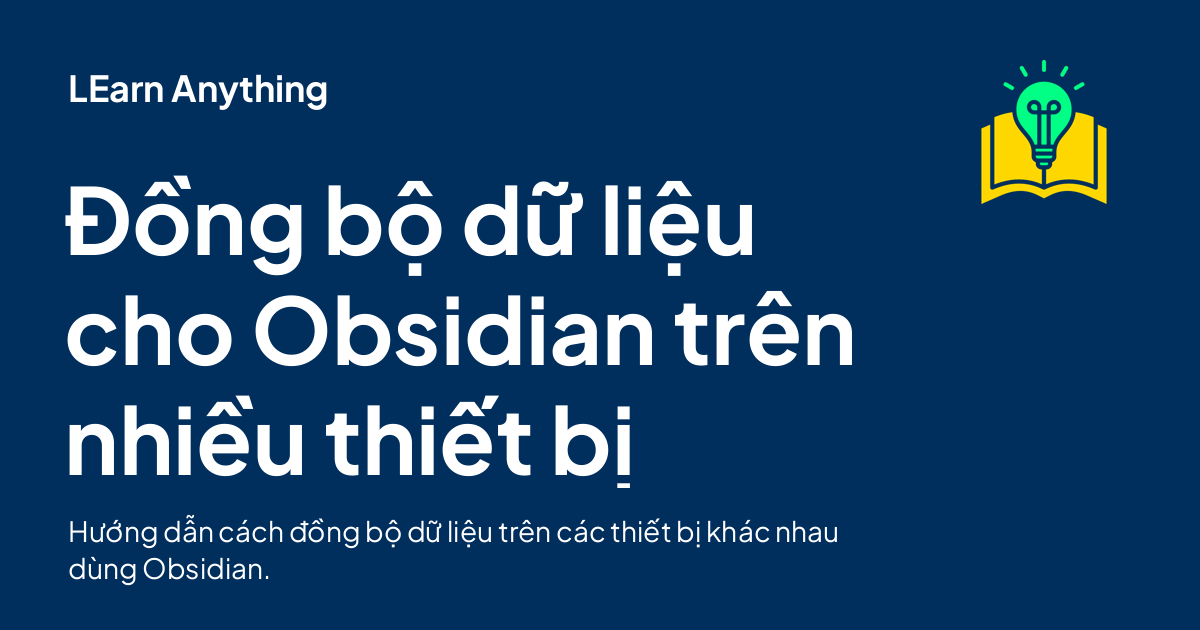 LEarn Anything
Đồng bộ dữ liệu
cho Obsidian trên
nhiều thiết bị
Hướng dẫn cách đồng bộ dữ liệu trên các thiết bị khác nhau
dùng Obsidian.